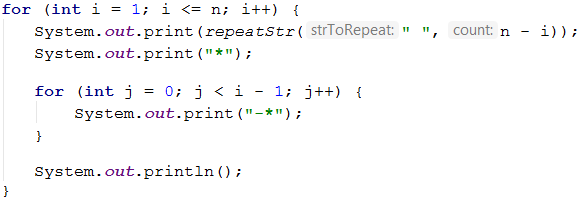 for (int i = 1; i <= n; i++) {
    System.out.print(repeatStr( strToRepeat: " ", count: n - i));
    System.out.print("*");
    for (int j = 0; j < i - 1; j++) {
        System.out.print("-*");
    }
    System.out.println();
}